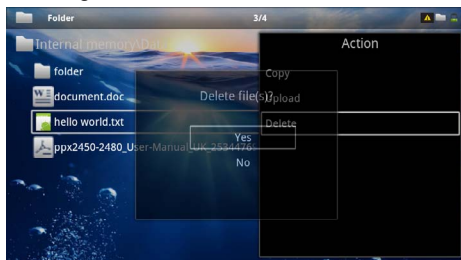 Folder
3/4
Internal memory\Do
Action
folder
Copy
document.doc
Delete file(s)?
Upload
hello world.txt
Delete
Yes
ppx2450-2480_User-Manual_UK_2534476
No